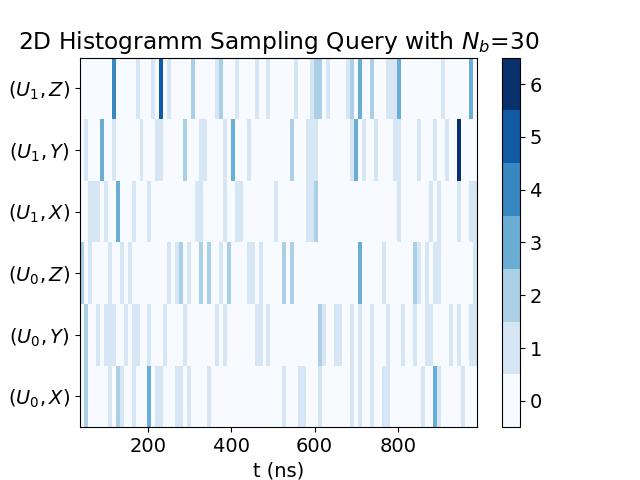 2D Histogramm Sampling Query with $N_b$=30
($U_1$, Z)
($U_1$, Y)
($U_1$, X)
($U_0$, Z)
($U_0$, Y)
($U_0$, X)
200 400 600 800
t (ns)
6
5
4
3
2
1
0